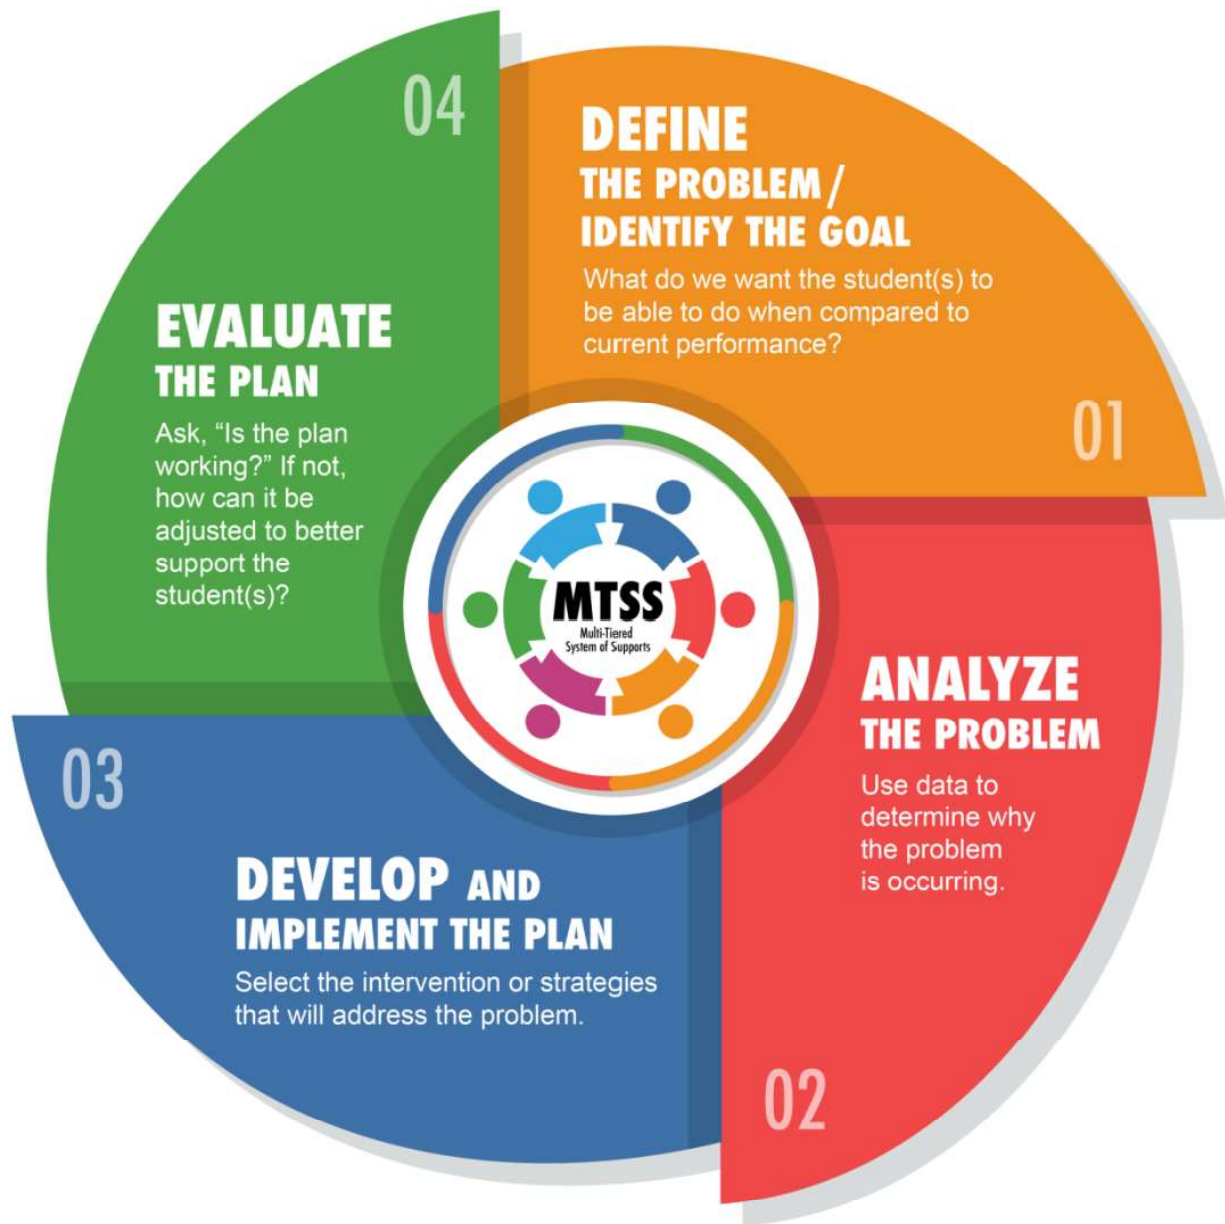 DEFINE
THE PROBLEM/
IDENTIFY THE GOAL
What do we want the student(s) to
be able to do when compared to
current performance?
01
ANALYZE
THE PROBLEM
Use data to
determine why
the problem
is occurring.
02
03
DEVELOP AND
IMPLEMENT THE PLAN
Select the intervention or strategies
that will address the problem.
04
EVALUATE
THE PLAN
Ask, “Is the plan
working?” If not,
how can it be
adjusted to better
support the
student(s)?
MTSS
Multi-Tiered
System of Supports